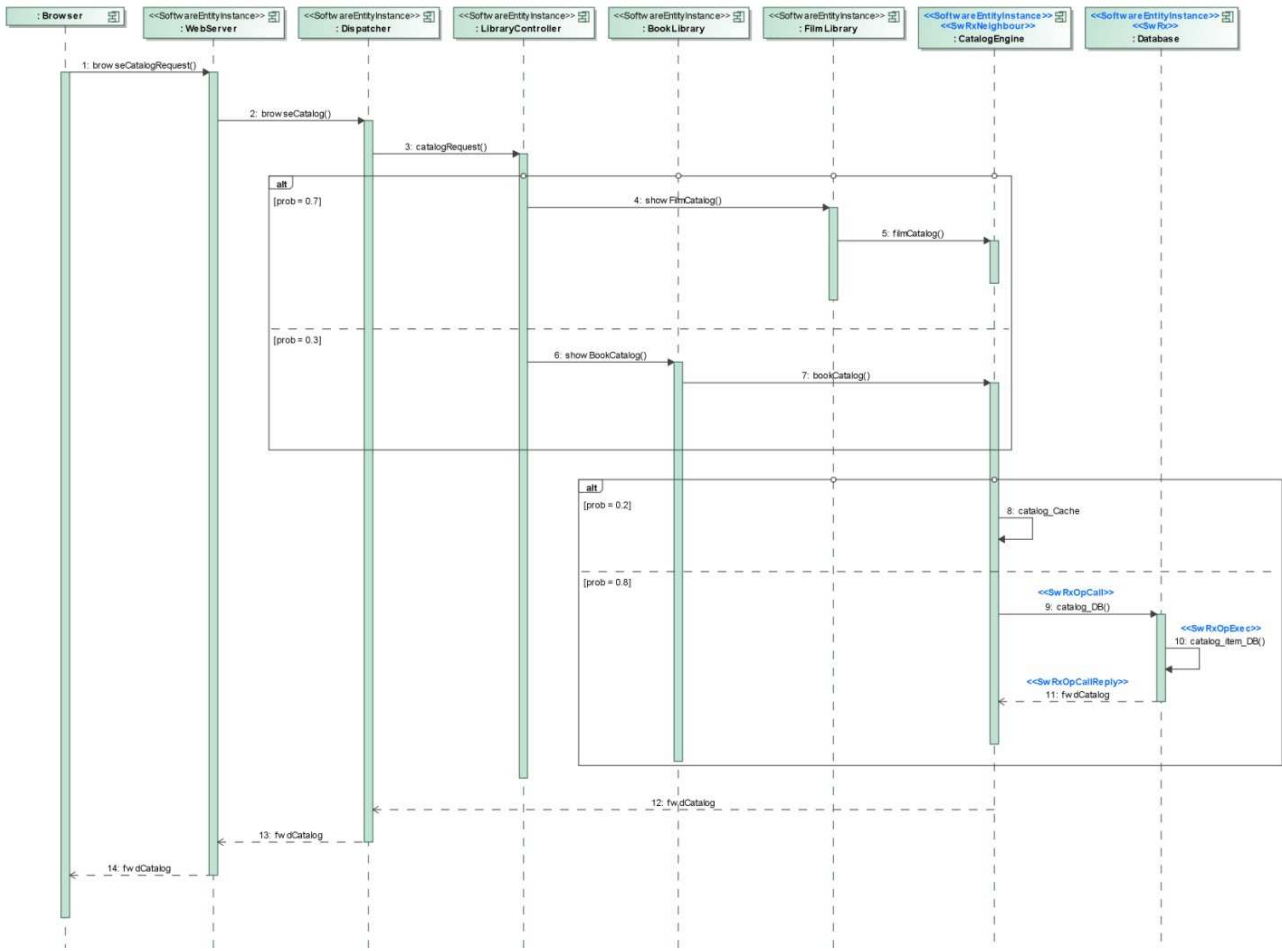 : Browser
<<SoftwareEntityInstance>>
: WebServer
<<SoftwareEntityInstance>>
: Dispatcher
<<SoftwareEntityInstance>>
: LibraryController
<<SoftwareEntityInstance>>
: BookLibrary
<<SoftwareEntityInstance>>
: FilmLibrary
<<SoftwareEntityInstance>>
<<SwRxNeighbour>>
: CatalogEngine
<<SoftwareEntityInstance>>
<<SwRx>>
: Database
1: browseCatalogRequest()
2: browseCatalog()
3: catalogRequest()
alt
[prob = 0.7]
4: showFilmCatalog()
5: filmCatalog()
[prob = 0.3]
6: showBookCatalog()
7: bookCatalog()
alt
[prob = 0.2]
8: catalog_Cache
[prob = 0.8]
<<SwRxOpCall>>
9: catalog_DB()
<<SwRxOpExec>>
10: catalog_item_DB()
<<SwRxOpCallReply>>
11: fwdCatalog
12: fwdCatalog
13: fwdCatalog
14: fwdCatalog